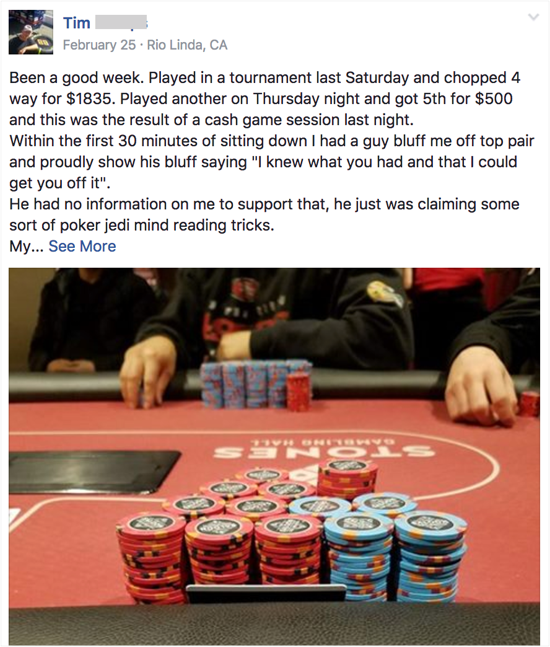 Tim
February 25 · Rio Linda, CA
Been a good week. Played in a tournament last Saturday and chopped 4
way for $1835. Played another on Thursday night and got 5th for $500
and this was the result of a cash game session last night.
Within the first 30 minutes of sitting down I had a guy bluff me off top pair
and proudly show his bluff saying "I knew what you had and that I could
get you off it".
He had no information on me to support that, he just was claiming some
sort of poker jedi mind reading tricks.
My... See More
STONES
GAMBLING HALL